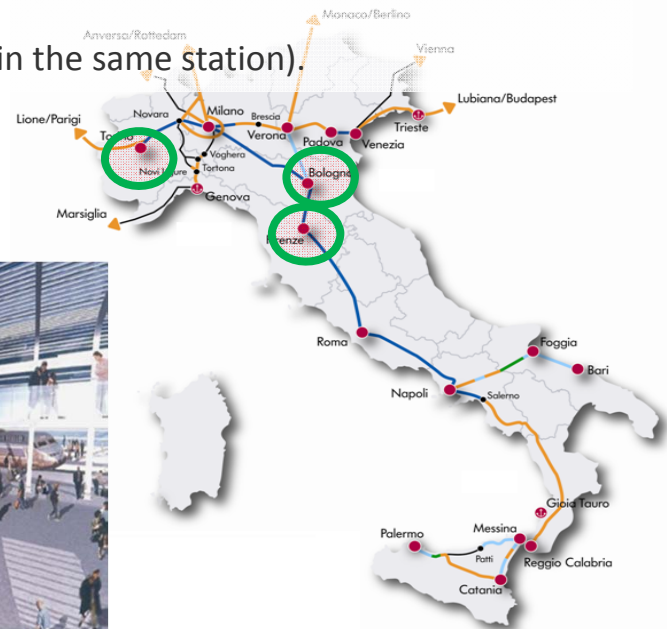 Monaco/Berlino
Anversa/Rotterdam
in the same station).
Vienna
Lubiana/Budapest
Lione/Parigi
Novara
Milano
Brescia
Verona
Padova
Venezia
Trieste
Torino
Voghera
Tortona
Novi Ligure
Bologna
Genova
Marsiglia
Firenze
Roma
Foggia
Bari
Napoli
Salerno
Gioia Tauro
Palermo
Messina
Patti
Reggio Calabria
Catania